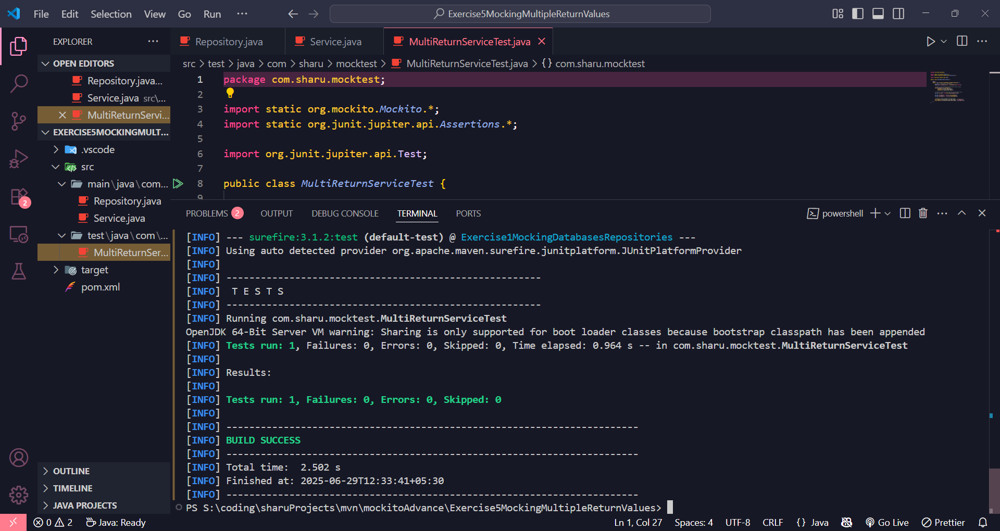 File Edit Selection View Go Run ··· Exercise5MockingMultipleReturnValues
EXPLORER ···
OPEN EDITORS
Repository.java...
Service.java src\...
MultiReturnServi...
EXERCISE5MOCKINGMULT...
.vscode
src
main\java\com...
Repository.java
Service.java
test\java\com\...
MultiReturnSer...
target
pom.xml
OUTLINE
TIMELINE
JAVA PROJECTS
2
Repository.java Service.java MultiReturnServiceTest.java
src > test > java > com > sharu > mocktest > MultiReturnServiceTest.java > {} com.sharu.mocktest
1 package com.sharu.mocktest;
2
3 import static org.mockito.Mockito.*;
4 import static org.junit.jupiter.api.Assertions.*;
5
6 import org.junit.jupiter.api.Test;
7
8 public class MultiReturnServiceTest {
9
PROBLEMS 2 OUTPUT DEBUG CONSOLE TERMINAL PORTS powershell
[INFO] --- surefire:3.1.2:test (default-test) @ Exercise1MockingDatabasesRepositories ---
[INFO] Using auto detected provider org.apache.maven.surefire.junitplatform.JUnitPlatformProvider
[INFO]
[INFO] -------------------------------------------------------
[INFO]  T E S T S
[INFO] -------------------------------------------------------
[INFO] Running com.sharu.mocktest.MultiReturnServiceTest
OpenJDK 64-Bit Server VM warning: Sharing is only supported for boot loader classes because bootstrap classpath has been appended
[INFO] Tests run: 1, Failures: 0, Errors: 0, Skipped: 0, Time elapsed: 0.964 s -- in com.sharu.mocktest.MultiReturnServiceTest
[INFO]
[INFO] Results:
[INFO]
[INFO] Tests run: 1, Failures: 0, Errors: 0, Skipped: 0
[INFO]
[INFO] ------------------------------------------------------------------------
[INFO] BUILD SUCCESS
[INFO] ------------------------------------------------------------------------
[INFO] Total time:  2.502 s
[INFO] Finished at: 2025-06-29T12:33:41+05:30
[INFO] ------------------------------------------------------------------------
PS S:\coding\sharuProjects\mvn\mockitoAdvance\Exercise5MockingMultipleReturnValues>
0 2 Java: Ready Ln 1, Col 27 Spaces: 4 UTF-8 CRLF {} Java Go Live Prettier